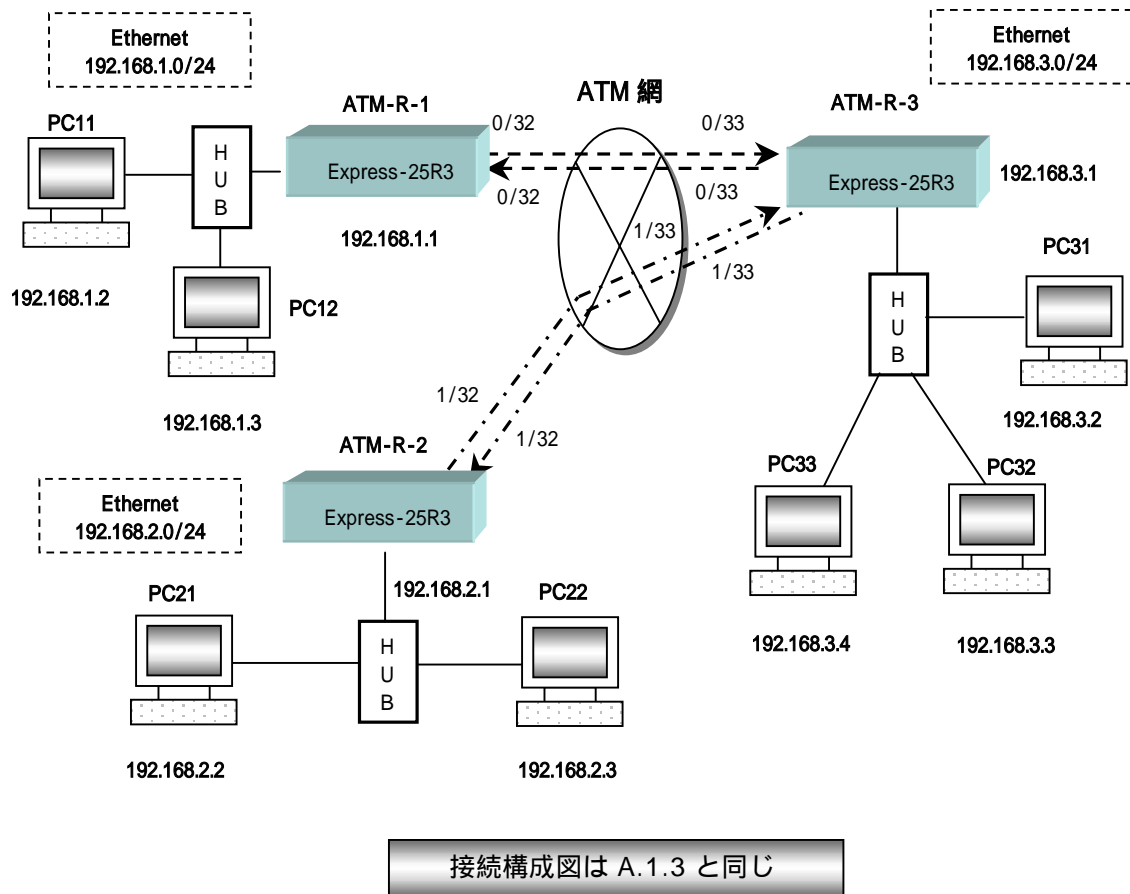 Ethernet
192.168.1.0/24
Ethernet
192.168.3.0/24
ATM 網
ATM-R-1
ATM-R-3
PC11
HUB
Express-25R3
0/32
0/33
0/32
0/33
Express-25R3
192.168.3.1
192.168.1.1
1/33
1/33
PC31
192.168.1.2
PC12
HUB
192.168.1.3
1/32
1/32
192.168.3.2
ATM-R-2
PC33
PC32
Ethernet
192.168.2.0/24
Express-25R3
192.168.2.1
PC21
PC22
HUB
192.168.3.4
192.168.3.3
192.168.2.2
192.168.2.3
接続構成図は A.1.3 と同じ